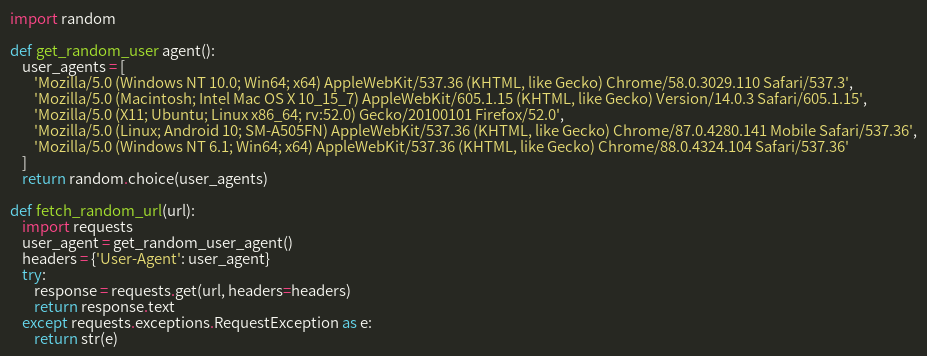 import random

def get_random_user agent():
    user_agents = [
        'Mozilla/5.0 (Windows NT 10.0; Win64; x64) AppleWebKit/537.36 (KHTML, like Gecko) Chrome/58.0.3029.110 Safari/537.3',
        'Mozilla/5.0 (Macintosh; Intel Mac OS X 10_15_7) AppleWebKit/605.1.15 (KHTML, like Gecko) Version/14.0.3 Safari/605.1.15',
        'Mozilla/5.0 (X11; Ubuntu; Linux x86_64; rv:52.0) Gecko/20100101 Firefox/52.0',
        'Mozilla/5.0 (Linux; Android 10; SM-A505FN) AppleWebKit/537.36 (KHTML, like Gecko) Chrome/87.0.4280.141 Mobile Safari/537.36',
        'Mozilla/5.0 (Windows NT 6.1; Win64; x64) AppleWebKit/537.36 (KHTML, like Gecko) Chrome/88.0.4324.104 Safari/537.36'
    ]
    return random.choice(user_agents)

def fetch_random_url(url):
    import requests
    user_agent = get_random_user_agent()
    headers = {'User-Agent': user_agent}
    try:
        response = requests.get(url, headers=headers)
        return response.text
    except requests.exceptions.RequestException as e:
        return str(e)